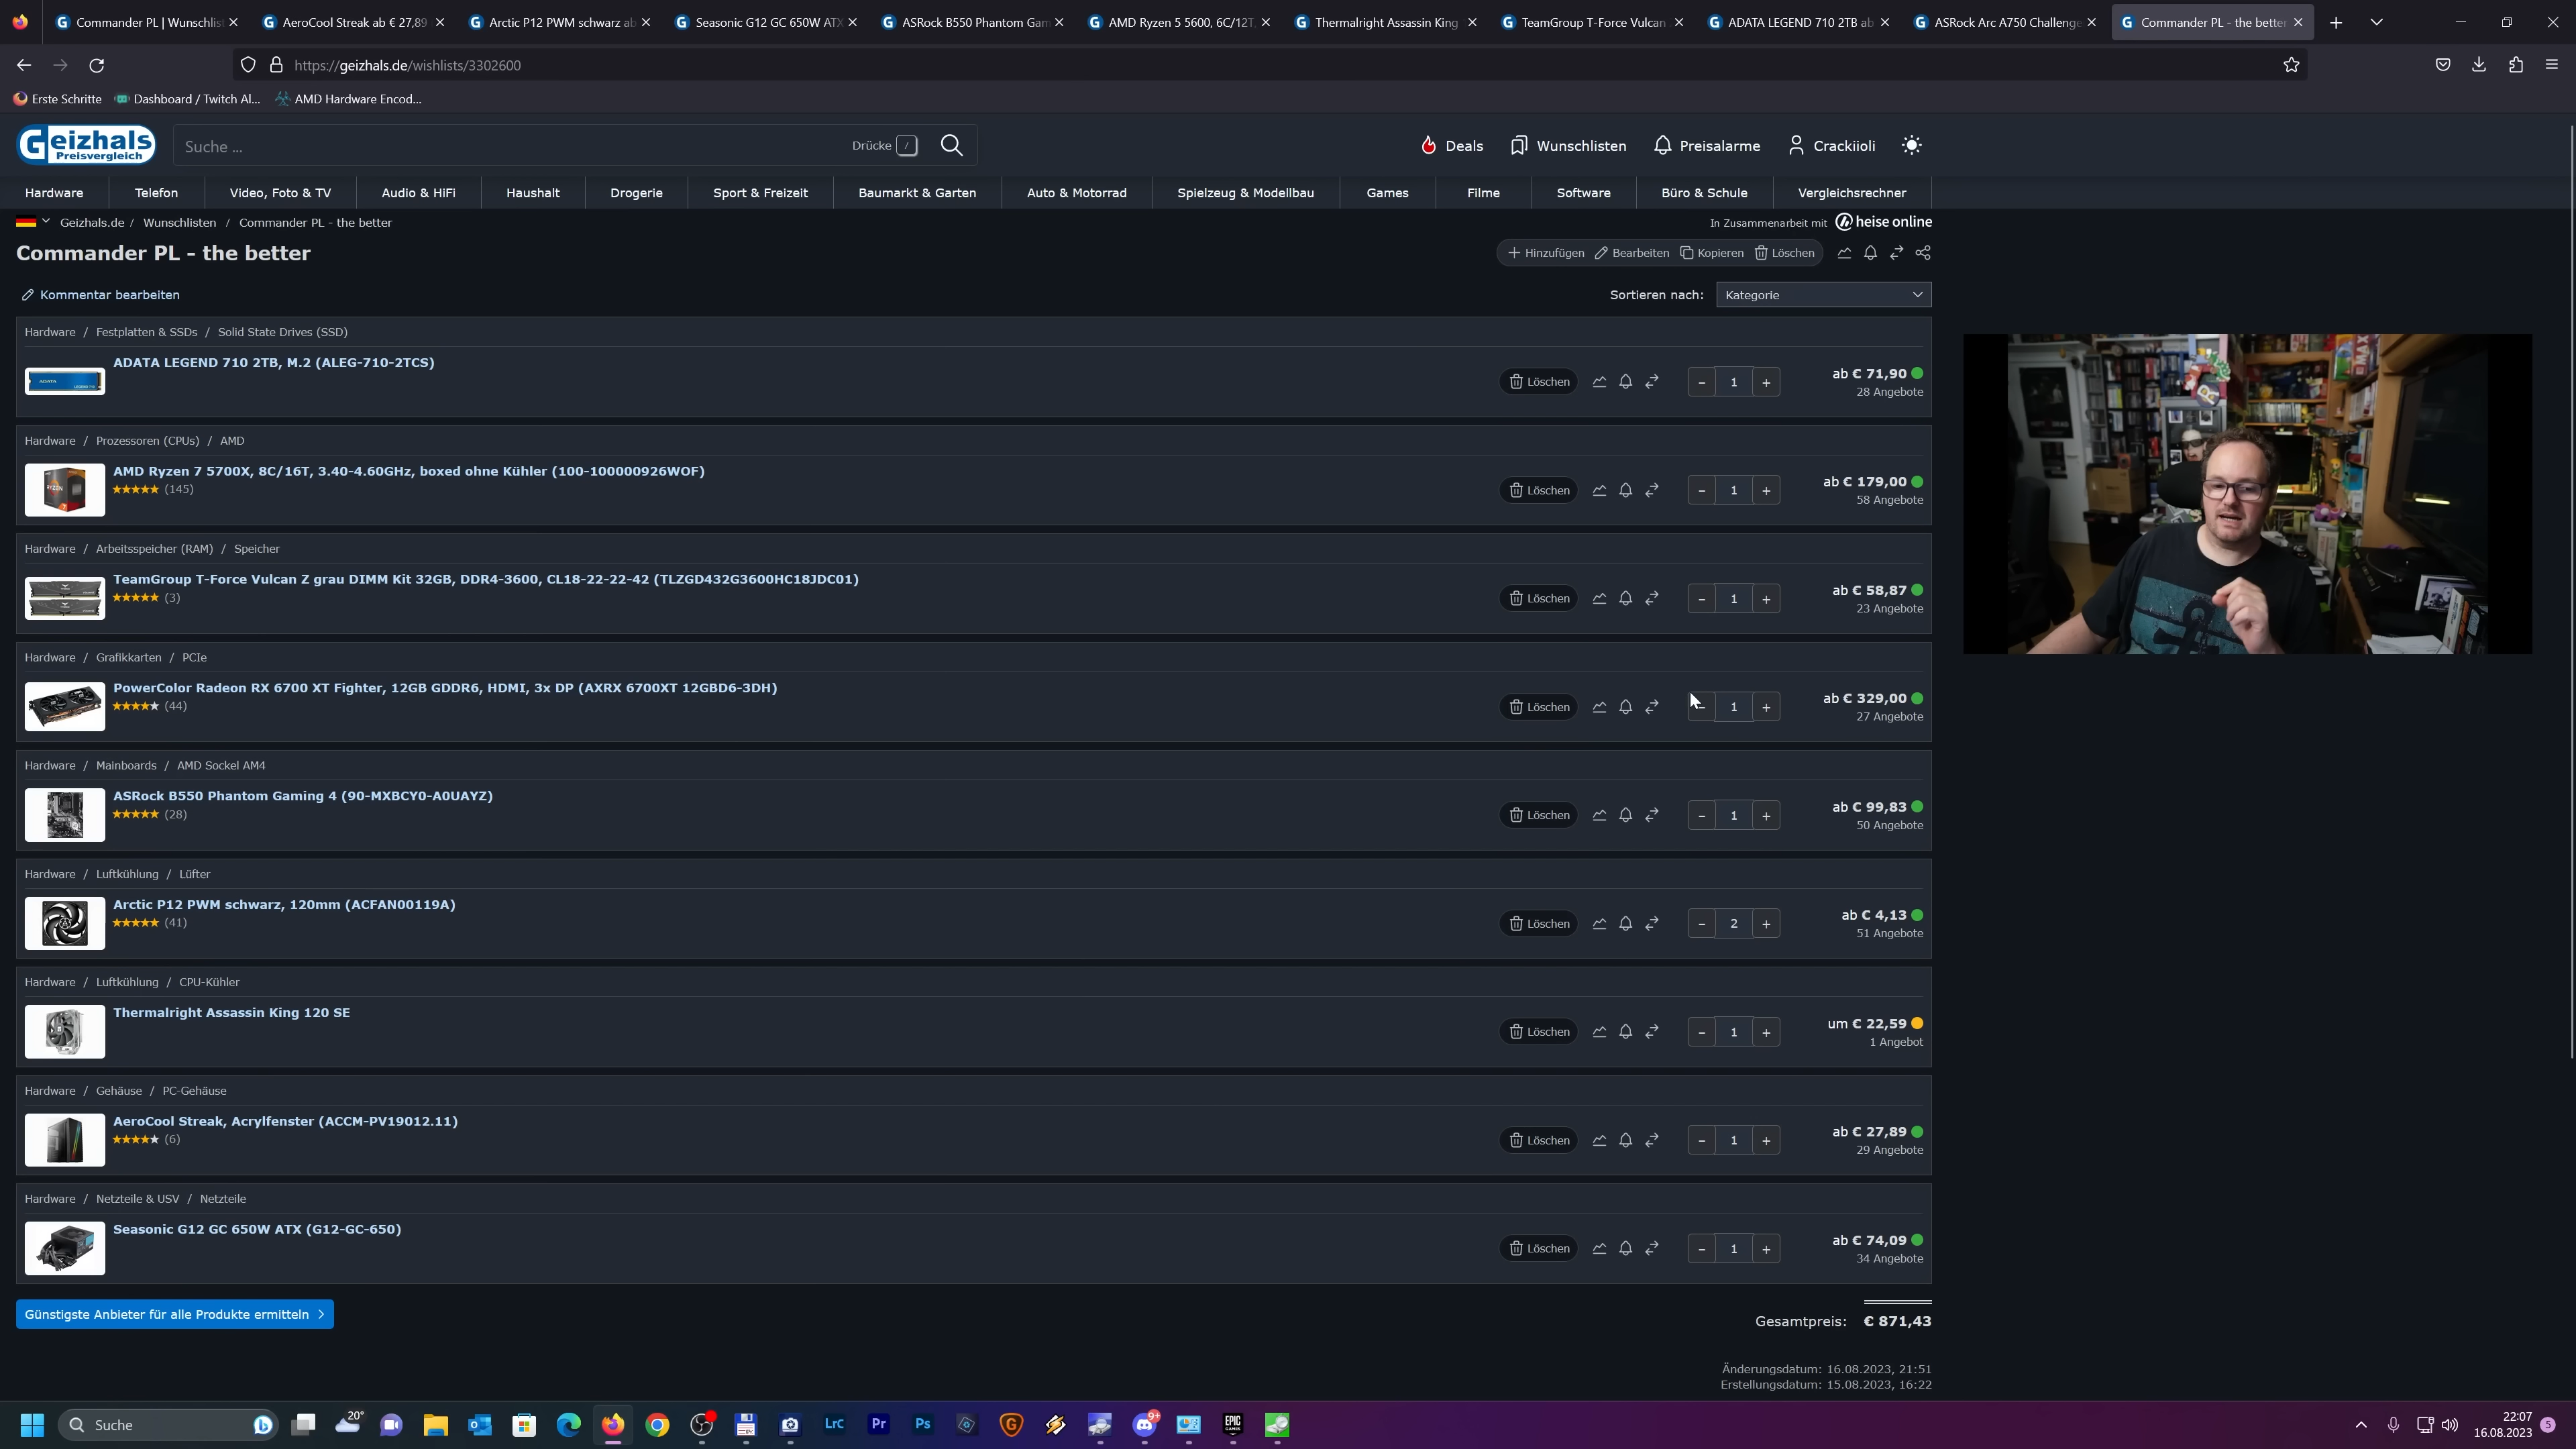 Commander PL | Wunschlis
AeroCool Streak ab € 27,89
Arctic P12 PWM schwarz ab
Seasonic G12 GC 650W ATX
ASRock B550 Phantom Gam
AMD Ryzen 5 5600, 6C/12T,
Thermalright Assassin King
TeamGroup T-Force Vulcan
ADATA LEGEND 710 2TB ab
ASRock Arc A750 Challenge
Commander PL - the better
https://geizhals.de/wishlists/3302600
Erste Schritte
Dashboard / Twitch Al...
AMD Hardware Encod...
Geizhals
Preisvergleich
Suche ...
Drücke /
Deals
Wunschlisten
Preisalarme
Crackiioli
Hardware
Telefon
Video, Foto & TV
Audio & HiFi
Haushalt
Drogerie
Sport & Freizeit
Baumarkt & Garten
Auto & Motorrad
Spielzeug & Modellbau
Games
Filme
Software
Büro & Schule
Vergleichsrechner
Geizhals.de / Wunschlisten / Commander PL - the better
In Zusammenarbeit mit heise online
Commander PL - the better
Hinzufügen
Bearbeiten
Kopieren
Löschen
Kommentar bearbeiten
Sortieren nach: Kategorie
Hardware / Festplatten & SSDs / Solid State Drives (SSD)
ADATA LEGEND 710 2TB, M.2 (ALEG-710-2TCS)
Löschen
- 1 +
ab € 71,90
28 Angebote
Hardware / Prozessoren (CPUs) / AMD
AMD Ryzen 7 5700X, 8C/16T, 3.40-4.60GHz, boxed ohne Kühler (100-100000926WOF)
(145)
Löschen
- 1 +
ab € 179,00
58 Angebote
Hardware / Arbeitsspeicher (RAM) / Speicher
TeamGroup T-Force Vulcan Z grau DIMM Kit 32GB, DDR4-3600, CL18-22-22-42 (TLZGD432G3600HC18JDC01)
(3)
Löschen
- 1 +
ab € 58,87
23 Angebote
Hardware / Grafikkarten / PCIe
PowerColor Radeon RX 6700 XT Fighter, 12GB GDDR6, HDMI, 3x DP (AXRX 6700XT 12GBD6-3DH)
(44)
Löschen
- 1 +
ab € 329,00
27 Angebote
Hardware / Mainboards / AMD Sockel AM4
ASRock B550 Phantom Gaming 4 (90-MXBCY0-A0UAYZ)
(28)
Löschen
- 1 +
ab € 99,83
50 Angebote
Hardware / Luftkühlung / Lüfter
Arctic P12 PWM schwarz, 120mm (ACFAN00119A)
(41)
Löschen
- 2 +
ab € 4,13
51 Angebote
Hardware / Luftkühlung / CPU-Kühler
Thermalright Assassin King 120 SE
Löschen
- 1 +
um € 22,59
1 Angebot
Hardware / Gehäuse / PC-Gehäuse
AeroCool Streak, Acrylfenster (ACCM-PV19012.11)
(6)
Löschen
- 1 +
ab € 27,89
29 Angebote
Hardware / Netzteile & USV / Netzteile
Seasonic G12 GC 650W ATX (G12-GC-650)
Löschen
- 1 +
ab € 74,09
34 Angebote
Günstigste Anbieter für alle Produkte ermitteln
Gesamtpreis: € 871,43
Änderungsdatum: 16.08.2023, 21:51
Erstellungsdatum: 15.08.2023, 16:22
Suche
20°
LrC
Pr
Ps
9+
EPIC GAMES
22:07
16.08.2023
5